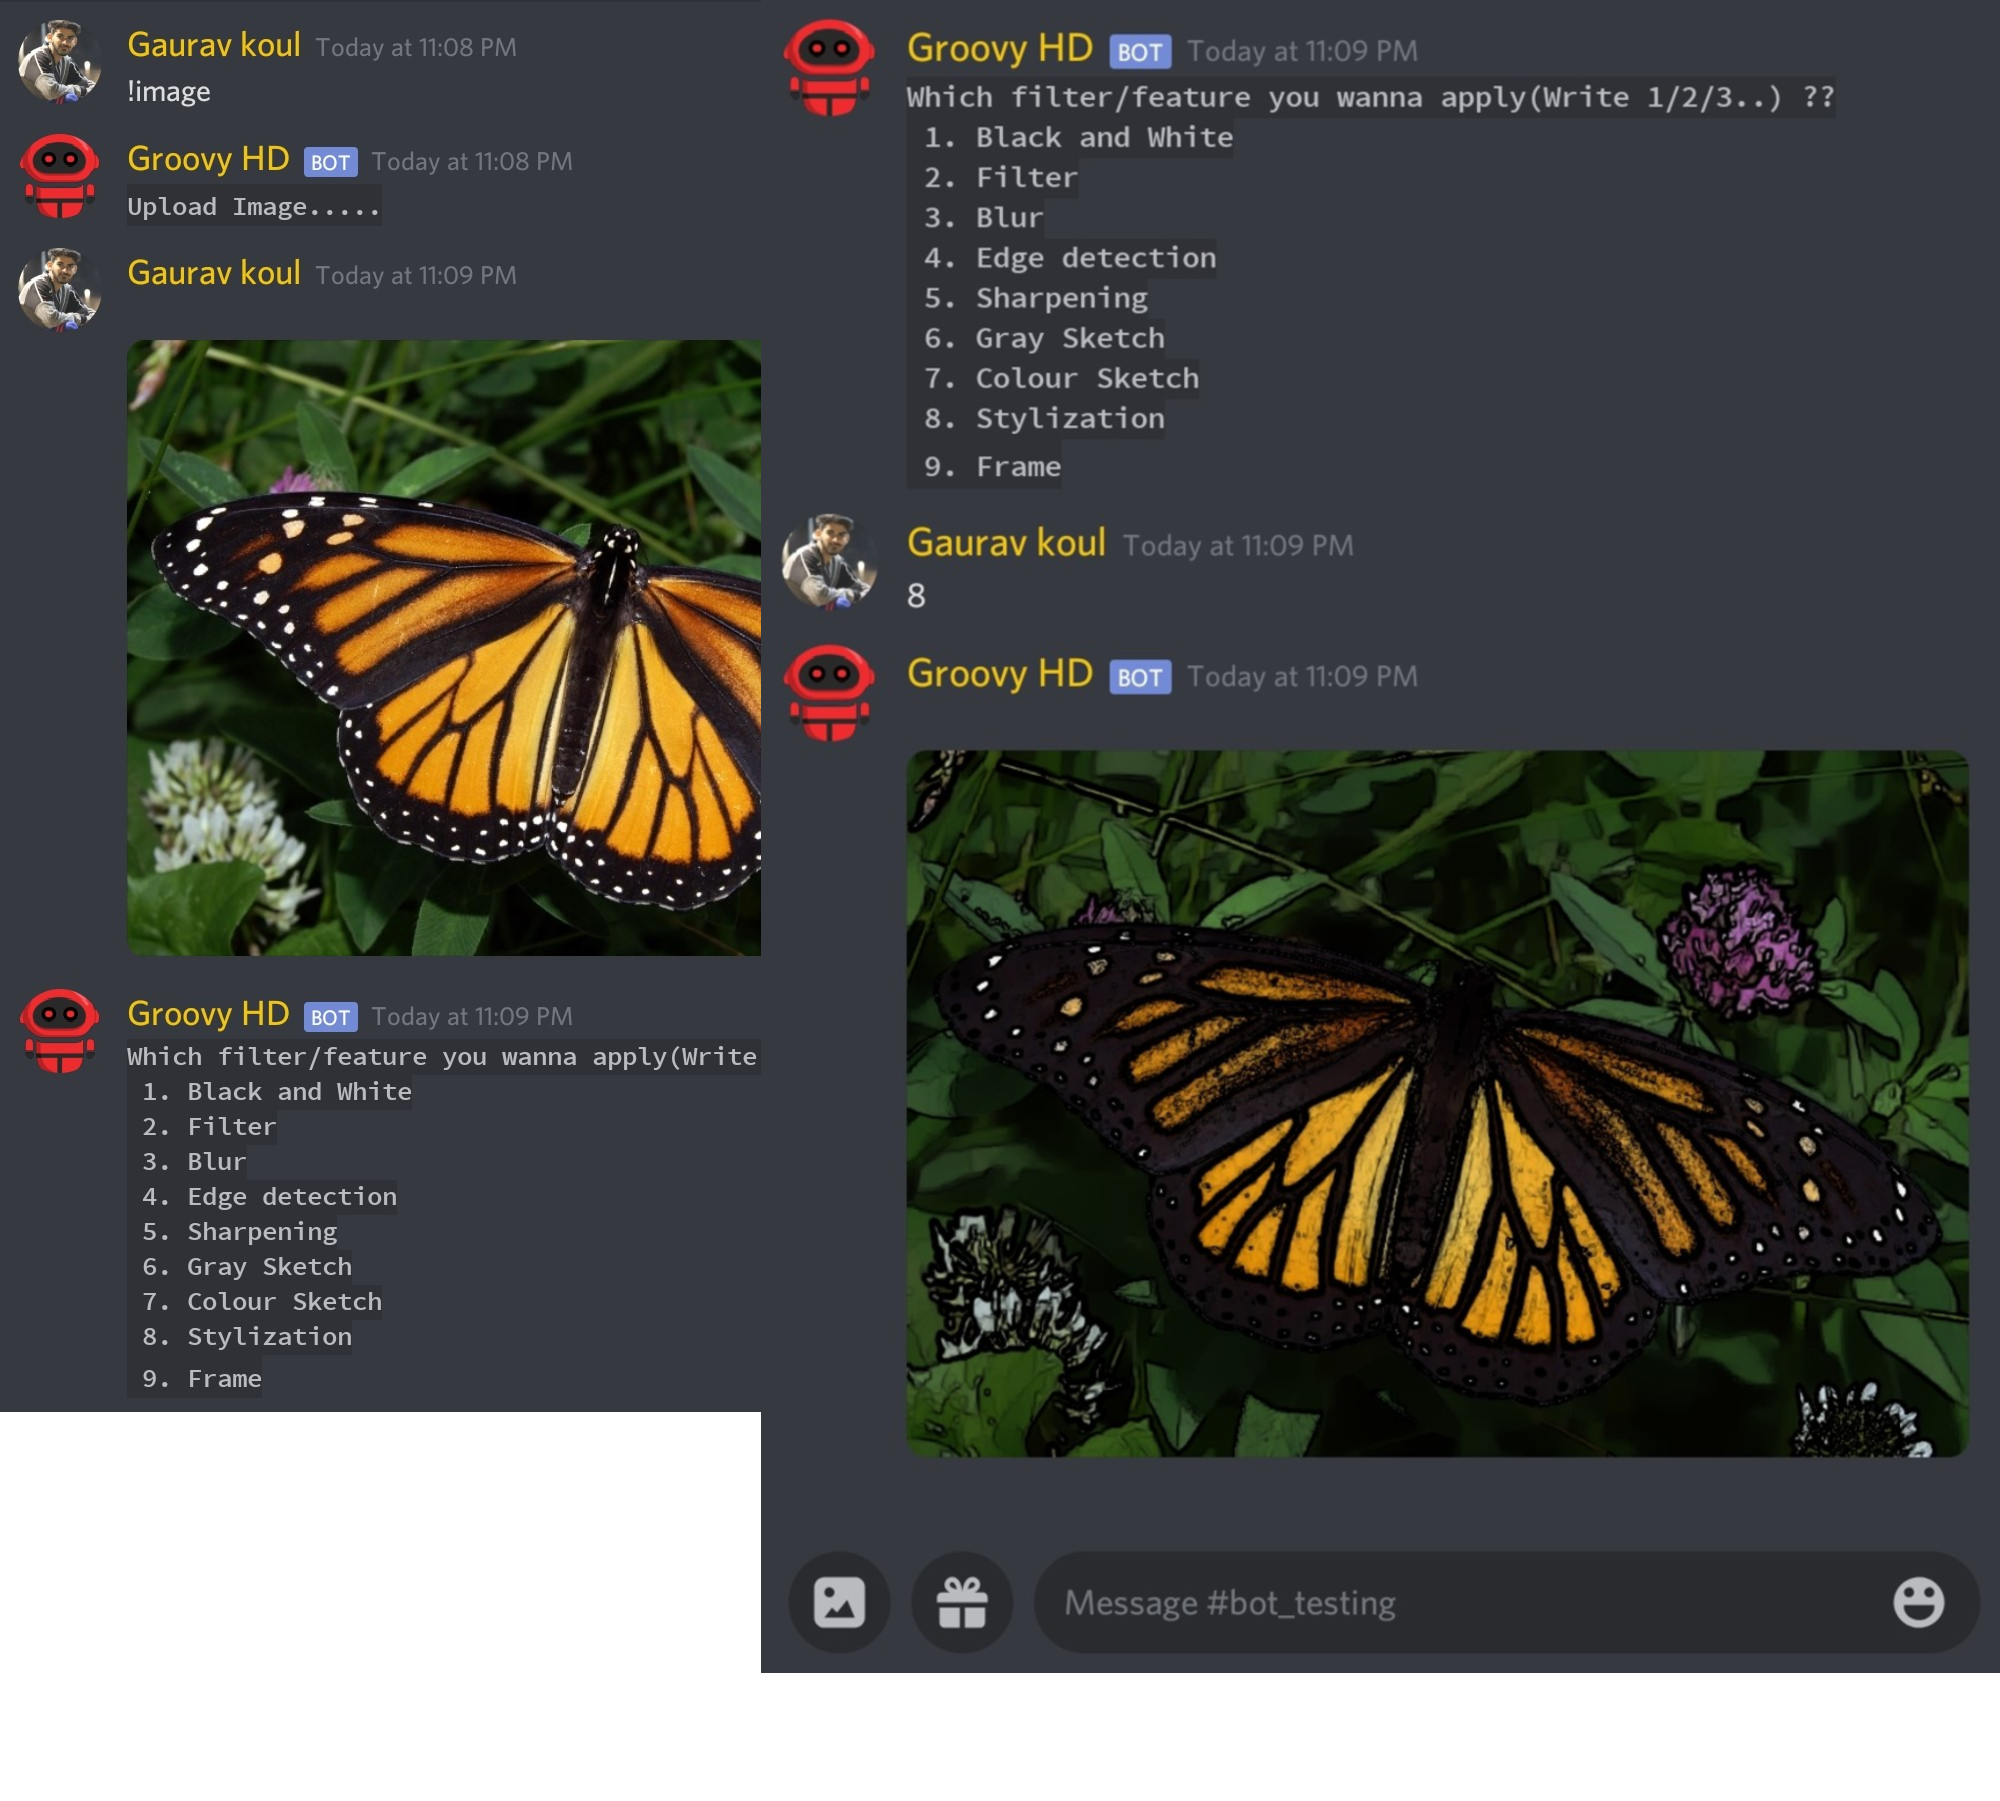 Gaurav koul Today at 11:08 PM
!image
Groovy HD BOT Today at 11:08 PM
Upload Image.....
Gaurav koul Today at 11:09 PM
Groovy HD BOT Today at 11:09 PM
Which filter/feature you wanna apply(Write
1. Black and White
2. Filter
3. Blur
4. Edge detection
5. Sharpening
6. Gray Sketch
7. Colour Sketch
8. Stylization
9. Frame
Groovy HD BOT Today at 11:09 PM
Which filter/feature you wanna apply(Write 1/2/3..) ??
1. Black and White
2. Filter
3. Blur
4. Edge detection
5. Sharpening
6. Gray Sketch
7. Colour Sketch
8. Stylization
9. Frame
Gaurav koul Today at 11:09 PM
8
Groovy HD BOT Today at 11:09 PM
Message #bot_testing